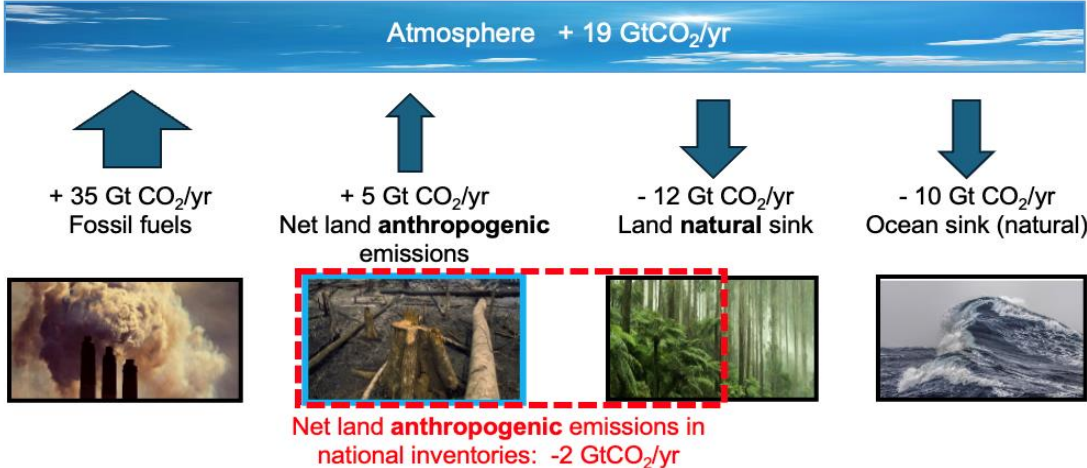 Atmosphere + 19 GtCO₂/yr
+ 35 Gt CO₂/yr
Fossil fuels
+ 5 Gt CO₂/yr
Net land anthropogenic
emissions
- 12 Gt CO₂/yr
Land natural sink
- 10 Gt CO₂/yr
Ocean sink (natural)
Net land anthropogenic emissions in
national inventories: -2 GtCO₂/yr